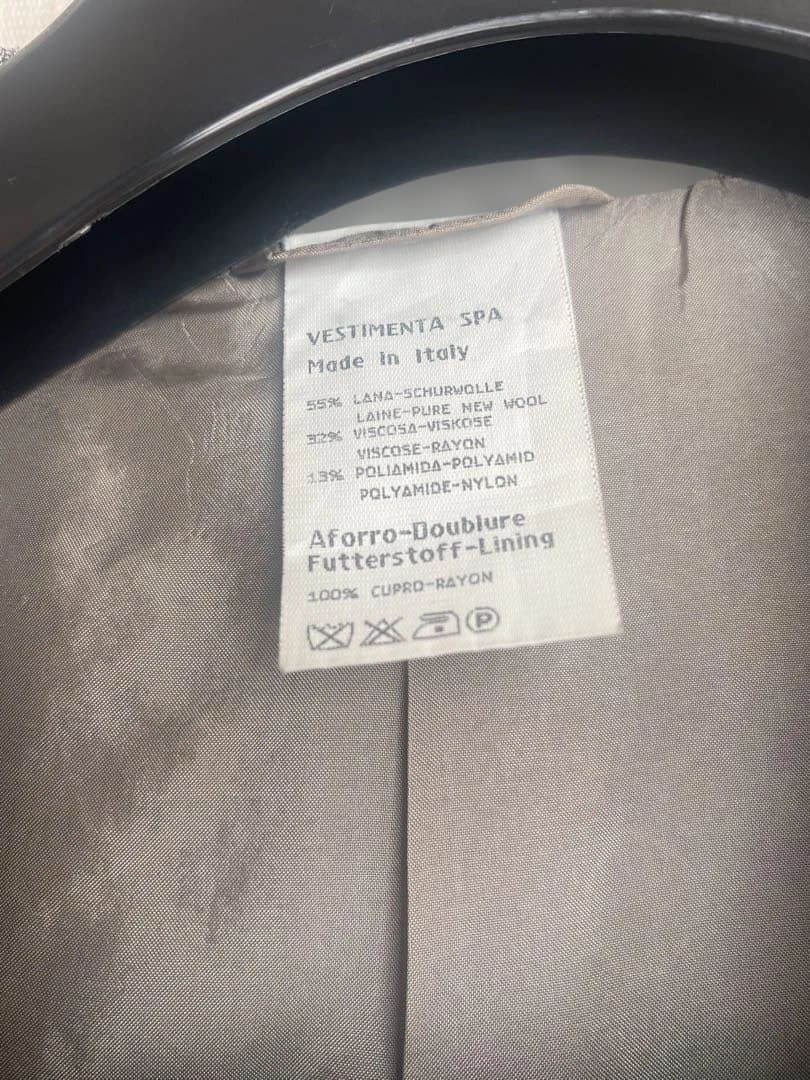 VESTIMENTA SPA
Made in Italy
55% LANA-SCHURWOLLE
LAINE-PURE NEW WOOL
32% VISCOSA-VISKOSE
VISCOSE-RAYON
13% POLIAMIDA-POLYAMID
POLYAMIDE-NYLON
Aforro-Doublure
Futterstoff-Lining
100% CUPRO-RAYON
P